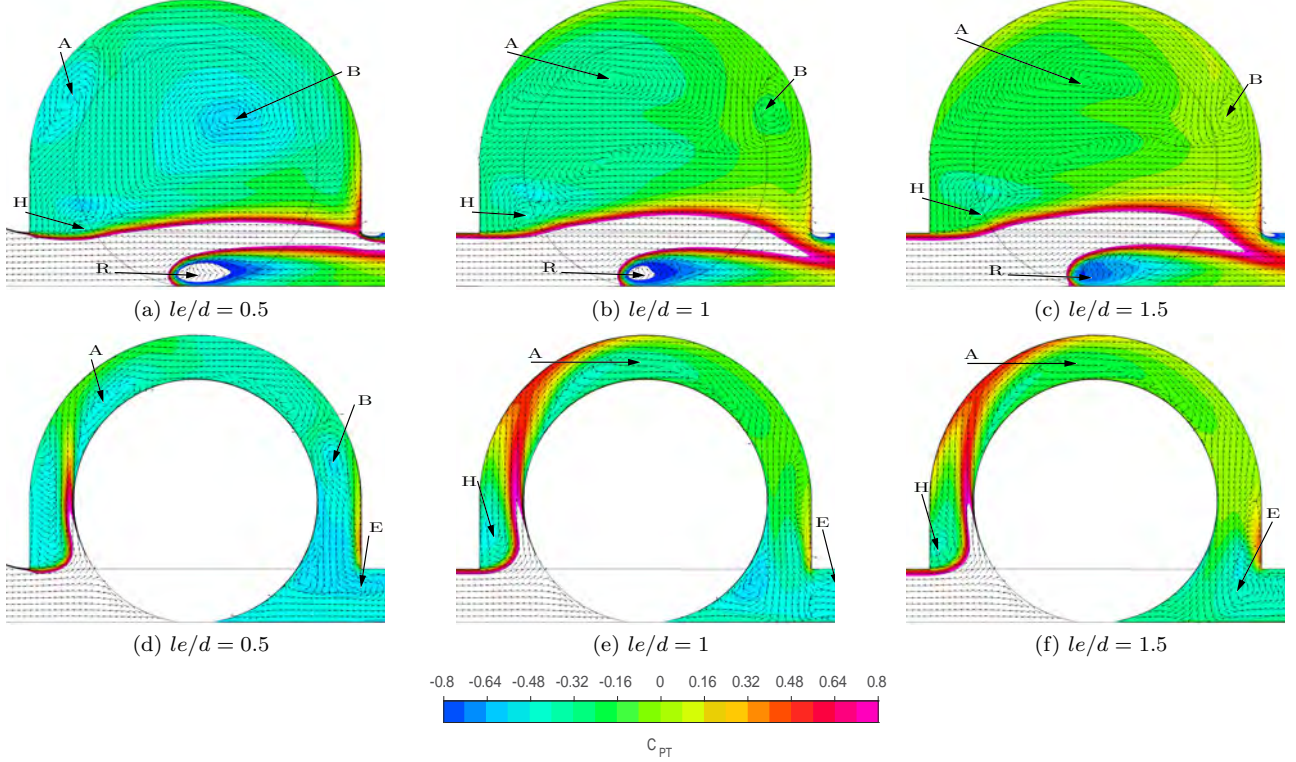 A
B
H
R
(a) le/d = 0.5
A
B
H
R
(b) le/d = 1
A
B
H
R
(c) le/d = 1.5
A
B
E
(d) le/d = 0.5
A
H
E
(e) le/d = 1
A
H
E
(f) le/d = 1.5
-0.8 -0.64 -0.48 -0.32 -0.16 0 0.16 0.32 0.48 0.64 0.8
C_PT